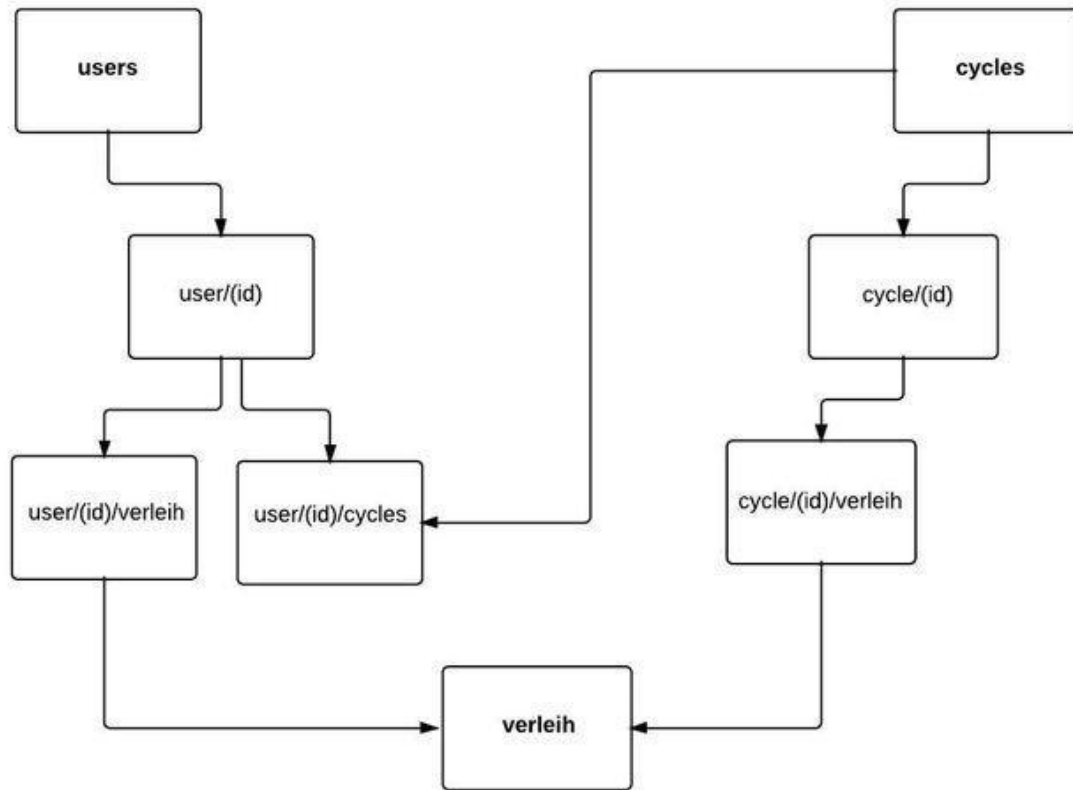 users
cycles
user/(id)
cycle/(id)
user/(id)/verleih
user/(id)/cycles
cycle/(id)/verleih
verleih